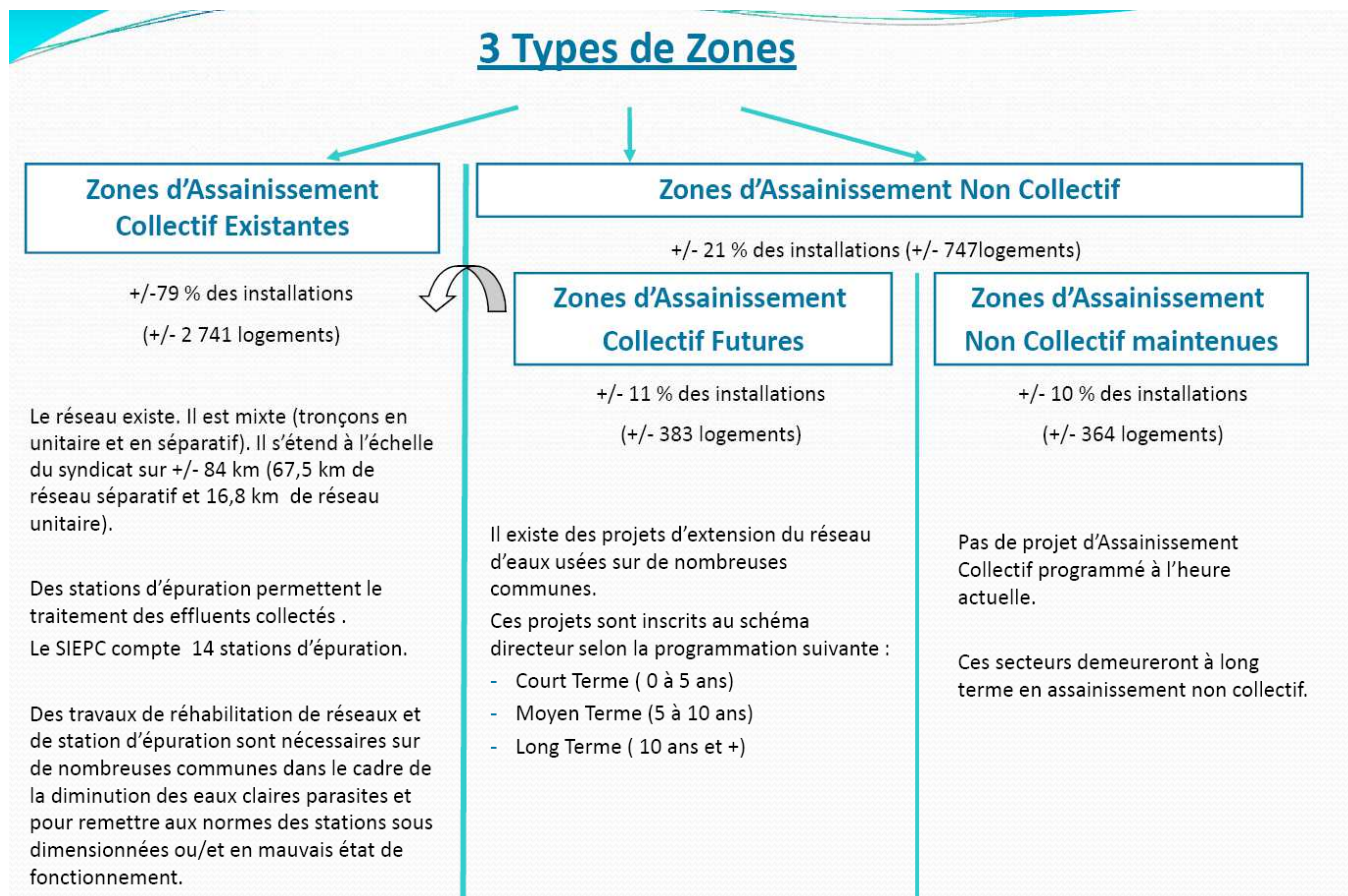 3 Types de Zones
Zones d'Assainissement
Collectif Existantes
+/-79 % des installations
(+/- 2 741 logements)
Le réseau existe. Il est mixte (tronçons en
unitaire et en séparatif). Il s'étend à l'échelle
du syndicat sur +/- 84 km (67,5 km de
réseau séparatif et 16,8 km de réseau
unitaire).
Des stations d'épuration permettent le
traitement des effluents collectés .
Le SIEPC compte 14 stations d'épuration.
Des travaux de réhabilitation de réseaux et
de station d'épuration sont nécessaires sur
de nombreuses communes dans le cadre de
la diminution des eaux claires parasites et
pour remettre aux normes des stations sous
dimensionnées ou/et en mauvais état de
fonctionnement.
Zones d'Assainissement Non Collectif
+/- 21 % des installations (+/- 747logements)
Zones d'Assainissement
Collectif Futures
+/- 11 % des installations
(+/- 383 logements)
Il existe des projets d'extension du réseau
d'eaux usées sur de nombreuses
communes.
Ces projets sont inscrits au schéma
directeur selon la programmation suivante :
- Court Terme ( 0 à 5 ans)
- Moyen Terme (5 à 10 ans)
- Long Terme ( 10 ans et +)
Zones d'Assainissement
Non Collectif maintenues
+/- 10 % des installations
(+/- 364 logements)
Pas de projet d'Assainissement
Collectif programmé à l'heure
actuelle.
Ces secteurs demeureront à long
terme en assainissement non collectif.